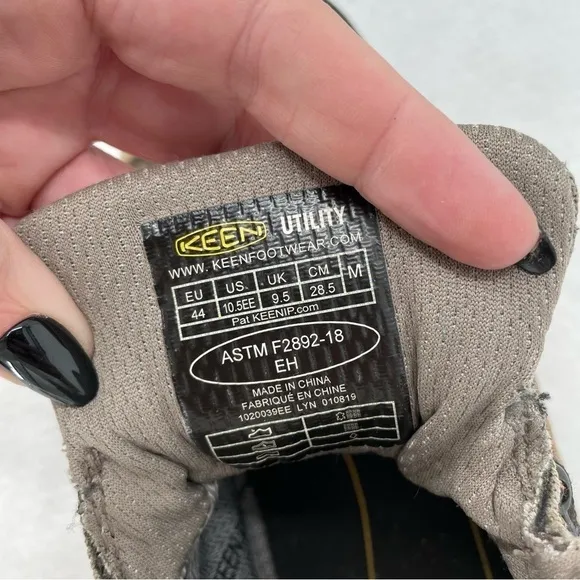 KEEN UTILITY
WWW.KEENFOOTWEAR.COM
EU US. UK CM M
44 10.5EE 9.5 28.5
Pat KEENIP.com
ASTM F2892-18
EH
MADE IN CHINA
FABRIQUÉ EN CHINE
1020039EE LYN 010819
KEEN